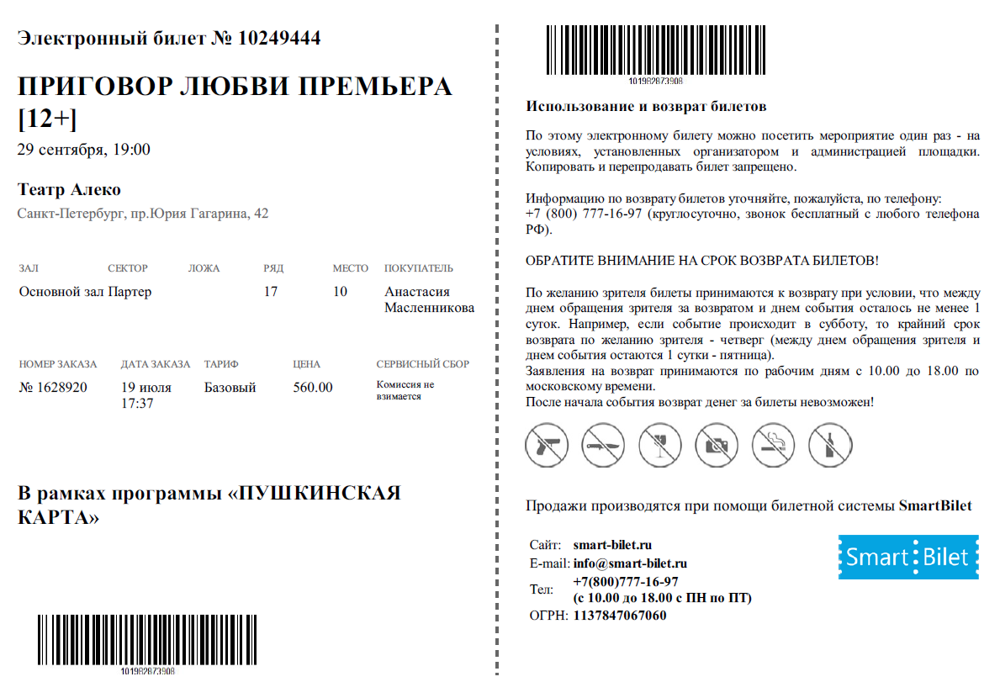 Электронный билет № 10249444
ПРИГОВОР ЛЮБВИ ПРЕМЬЕРА
[12+]
29 сентября, 19:00
Театр Алеко
Санкт-Петербург, пр.Юрия Гагарина, 42
ЗАЛ СЕКТОР ЛОЖА РЯД МЕСТО ПОКУПАТЕЛЬ
Основной зал Партер 17 10 Анастасия
Масленникова
НОМЕР ЗАКАЗА ДАТА ЗАКАЗА ТАРИФ ЦЕНА СЕРВИСНЫЙ СБОР
№ 1628920 19 июля Базовый 560.00 Комиссия не
17:37 взимается
В рамках программы «ПУШКИНСКАЯ
КАРТА»
101982873908
101982873908
Использование и возврат билетов
По этому электронному билету можно посетить мероприятие один раз - на
условиях, установленных организатором и администрацией площадки.
Копировать и перепродавать билет запрещено.
Информацию по возврату билетов уточняйте, пожалуйста, по телефону:
+7 (800) 777-16-97 (круглосуточно, звонок бесплатный с любого телефона
РФ).
ОБРАТИТЕ ВНИМАНИЕ НА СРОК ВОЗВРАТА БИЛЕТОВ!
По желанию зрителя билеты принимаются к возврату при условии, что между
днем обращения зрителя за возвратом и днем события осталось не менее 1
суток. Например, если событие происходит в субботу, то крайний срок
возврата по желанию зрителя - четверг (между днем обращения зрителя и
днем события остаются 1 сутки - пятница).
Заявления на возврат принимаются по рабочим дням с 10.00 до 18.00 по
московскому времени.
После начала события возврат денег за билеты невозможен!
Продажи производятся при помощи билетной системы SmartBilet
Сайт: smart-bilet.ru
E-mail: info@smart-bilet.ru
Тел: +7(800)777-16-97
(с 10.00 до 18.00 с ПН по ПТ)
ОГРН: 1137847067060
Smart Bilet